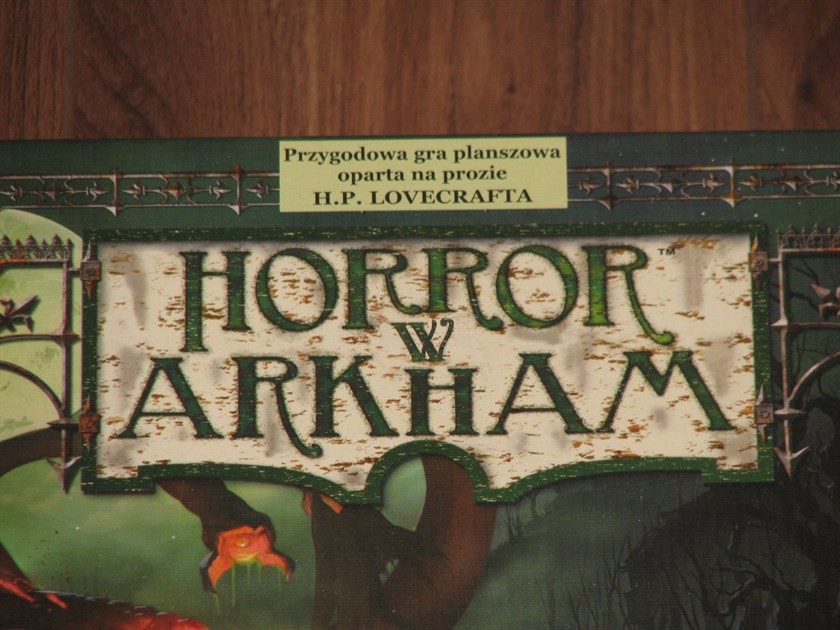 Przygodowa gra planszowa
oparta na prozie
H.P. LOVECRAFTA
HORROR™
W
ARKHAM